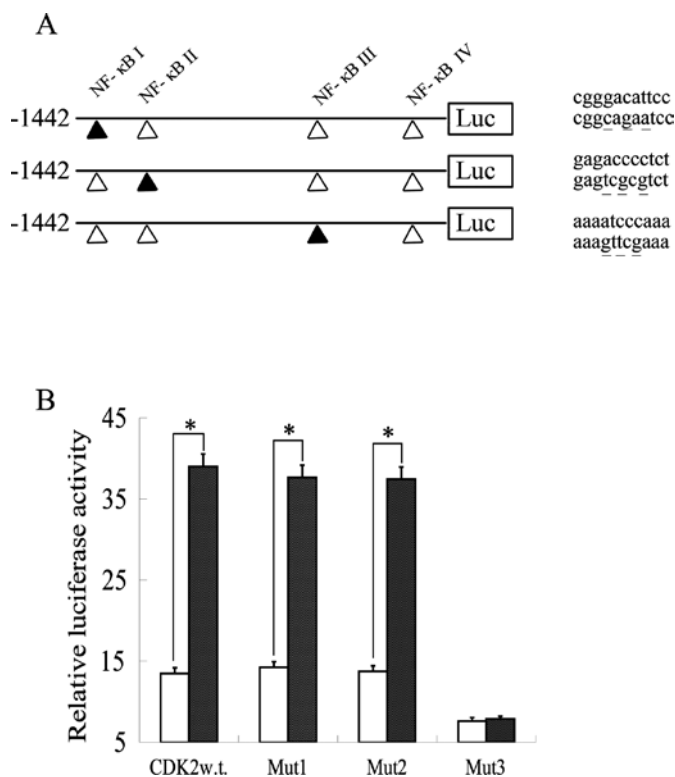 A
NF- κB I
NF- κB II
NF- κB III
NF- κB IV
-1442 Luc
cgggacattcc
cggcagaatcc
-1442 Luc
gagacccctct
gagtcgcgtct
-1442 Luc
aaaatcccaaa
aaagttcgaaa
B
Relative luciferase activity
45
35
25
15
5
* * *
CDK2w.t. Mut1 Mut2 Mut3